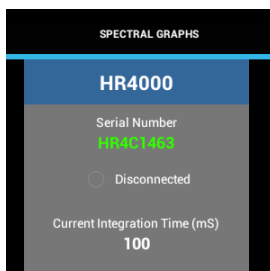 SPECTRAL GRAPHS
HR4000
Serial Number
HR4C1463
Disconnected
Current Integration Time (mS)
100